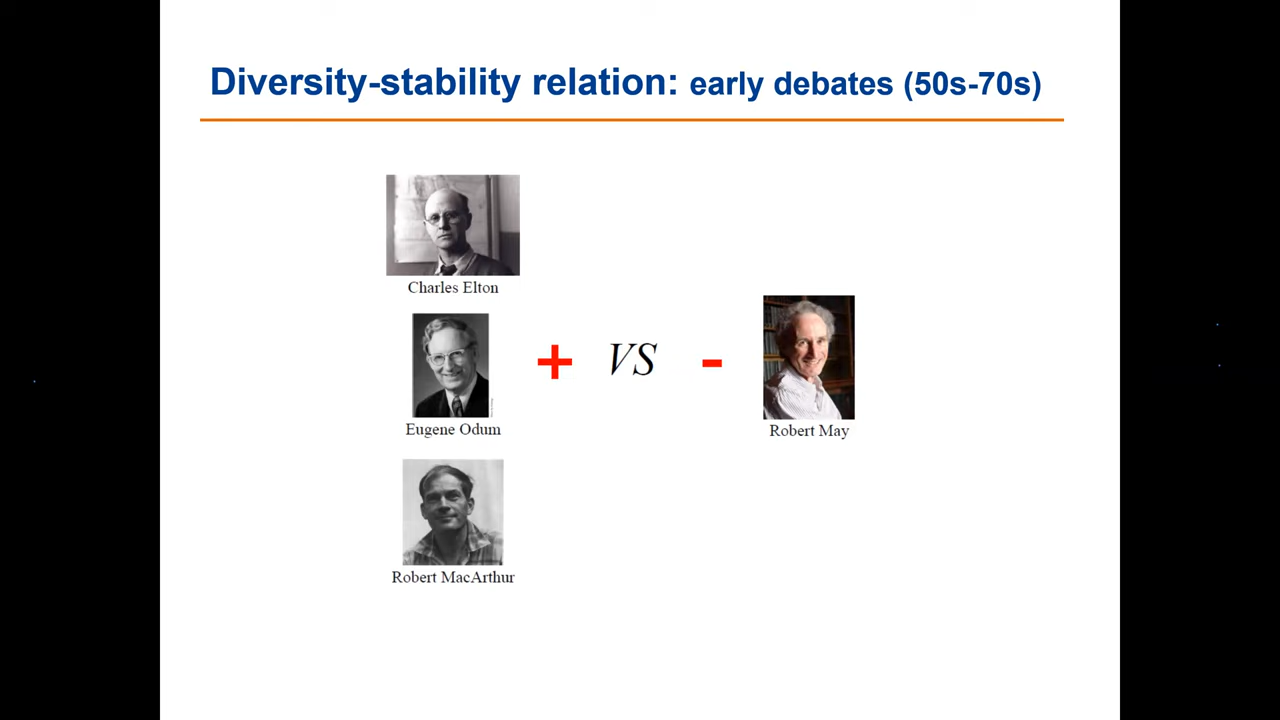 Diversity-stability relation: early debates (50s-70s)
Charles Elton
+ VS -
Eugene Odum
Robert May
Robert MacArthur